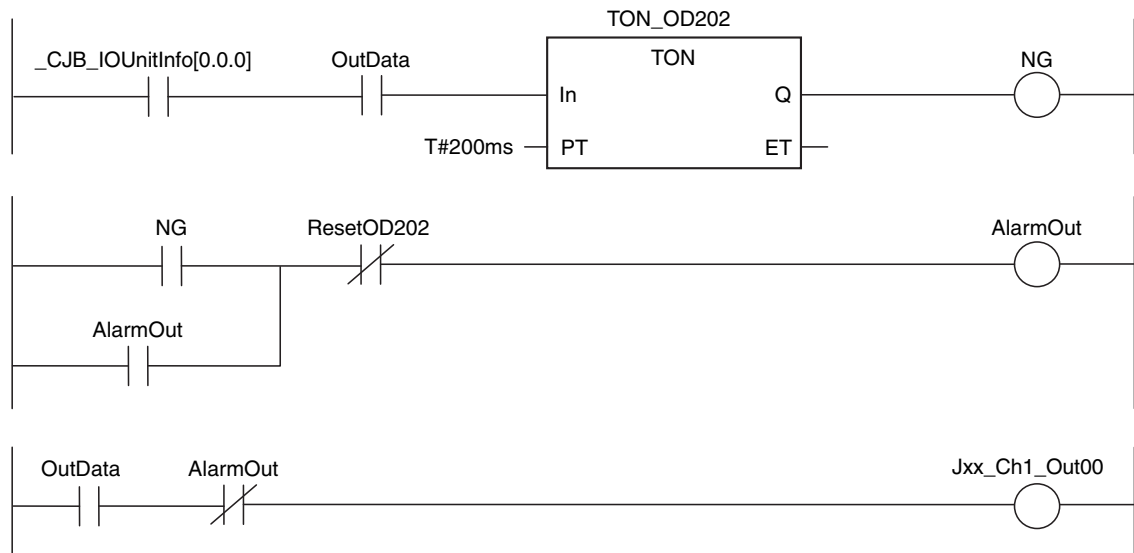 TON_OD202
_CJB_IOUnitInfo[0.0.0] OutData TON NG
In Q
T#200ms PT ET
NG ResetOD202 AlarmOut
AlarmOut
OutData AlarmOut Jxx_Ch1_Out00